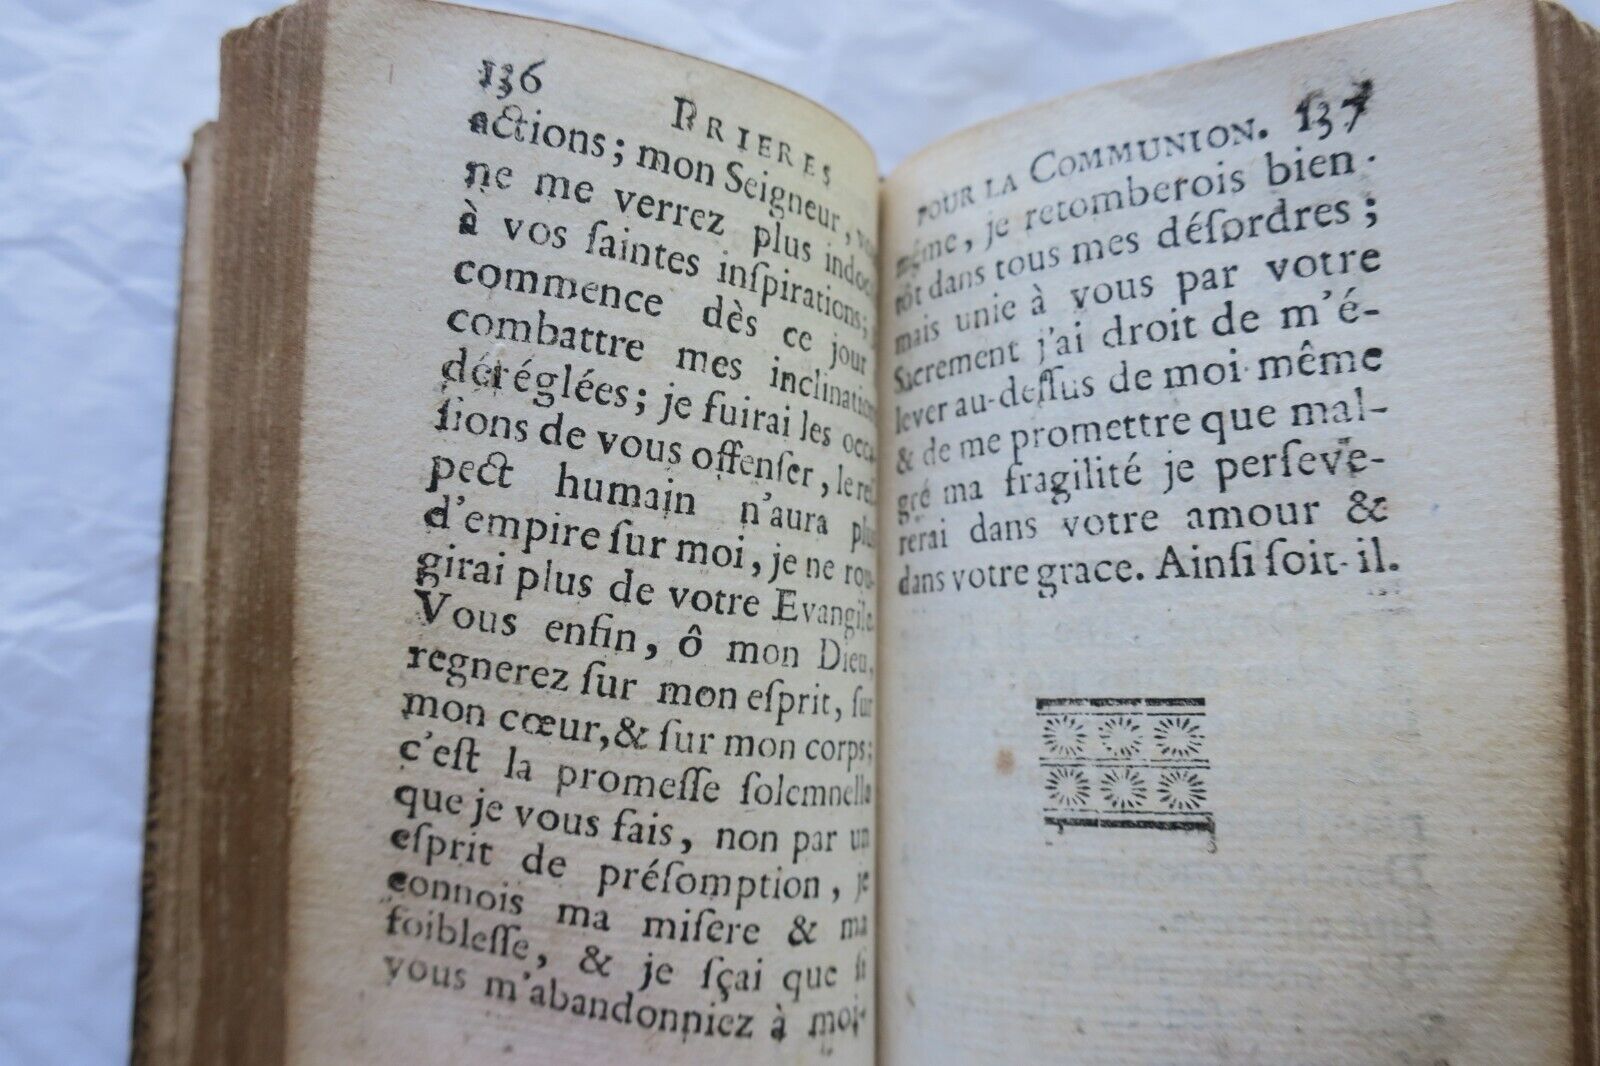 136 PRIERES
actions ; mon Seigneur,
ne me verrez plus
à vos ſaintes inſpirations;
commence dès ce jour
combattre mes
déréglées ; je fuirai les
ſions de vous offenſer, le
pect humain n'aura
d'empire ſur moi, je ne rou-
girai plus de votre Evangile.
Vous enfin, ô mon Dieu,
regnerez ſur mon eſprit, ſur
mon cœur, & ſur mon corps;
c'eſt la promeſſe ſolemnelle
que je vous fais, non par un
eſprit de préſomption, je
connois ma miſere & ma
foibleſſe, & je ſçai que ſi
vous m'abandonniez à moi-
POUR LA COMMUNION. 137
même, je retomberois bien-
tôt dans tous mes déſordres ;
mais unie à vous par votre
Sacrement j'ai droit de m'é-
lever au-deſſus de moi-même
& de me promettre que mal-
gré ma fragilité je perſeve-
rerai dans votre amour &
dans votre grace. Ainſi ſoit-il.